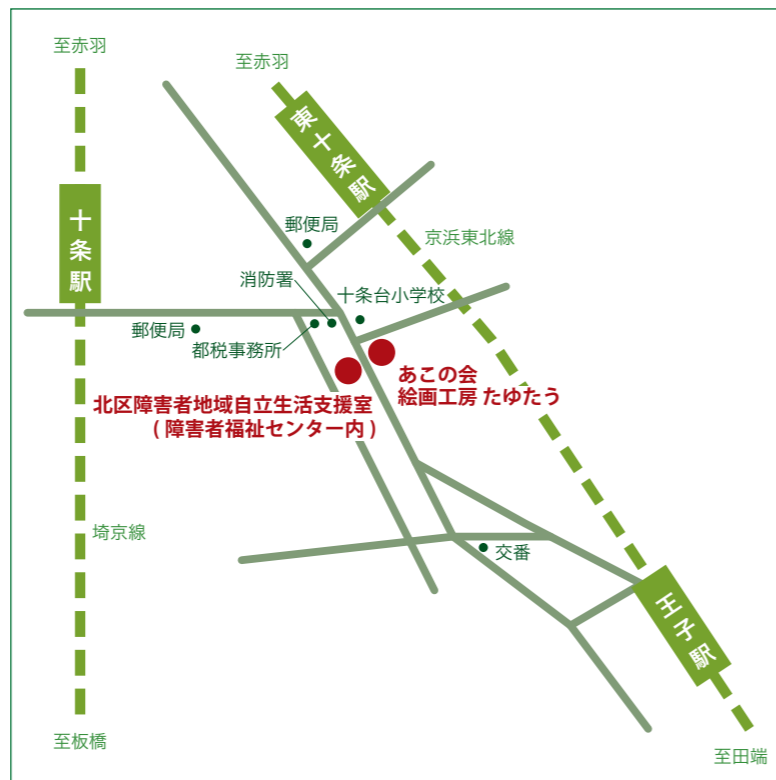 至赤羽
至赤羽
東十条駅
十条駅
郵便局
京浜東北線
消防署
十条台小学校
郵便局
都税事務所
あこの会
絵画工房 たゆたう
北区障害者地域自立生活支援室
( 障害者福祉センター内 )
埼京線
交番
王子駅
至板橋
至田端